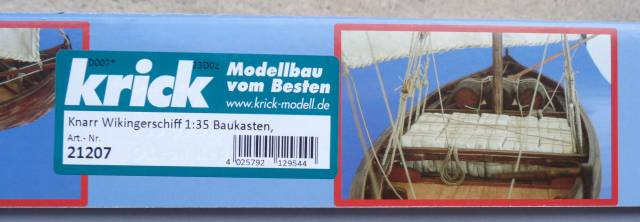 krick
Modellbau
vom Besten
www.krick-modell.de
Knarr Wikingerschiff 1:35 Baukasten,
Art.- Nr.
21207
4 025792 129544